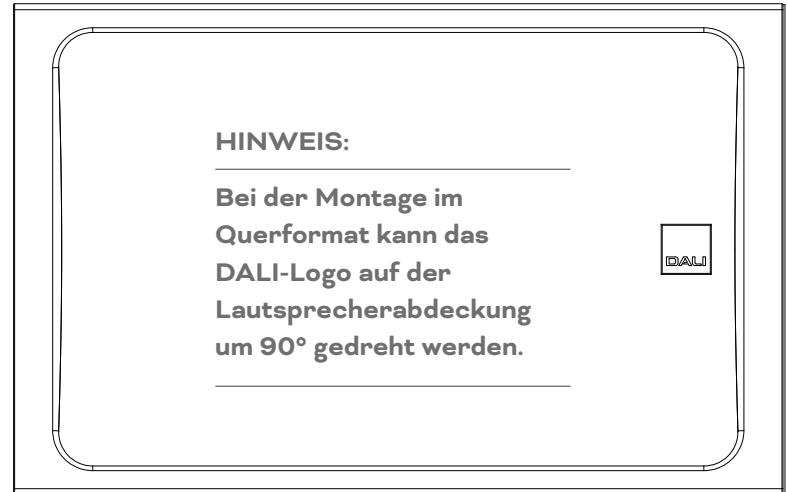 HINWEIS:
Bei der Montage im
Querformat kann das
DALI-Logo auf der
Lautsprecherabdeckung
um 90° gedreht werden.
DALI